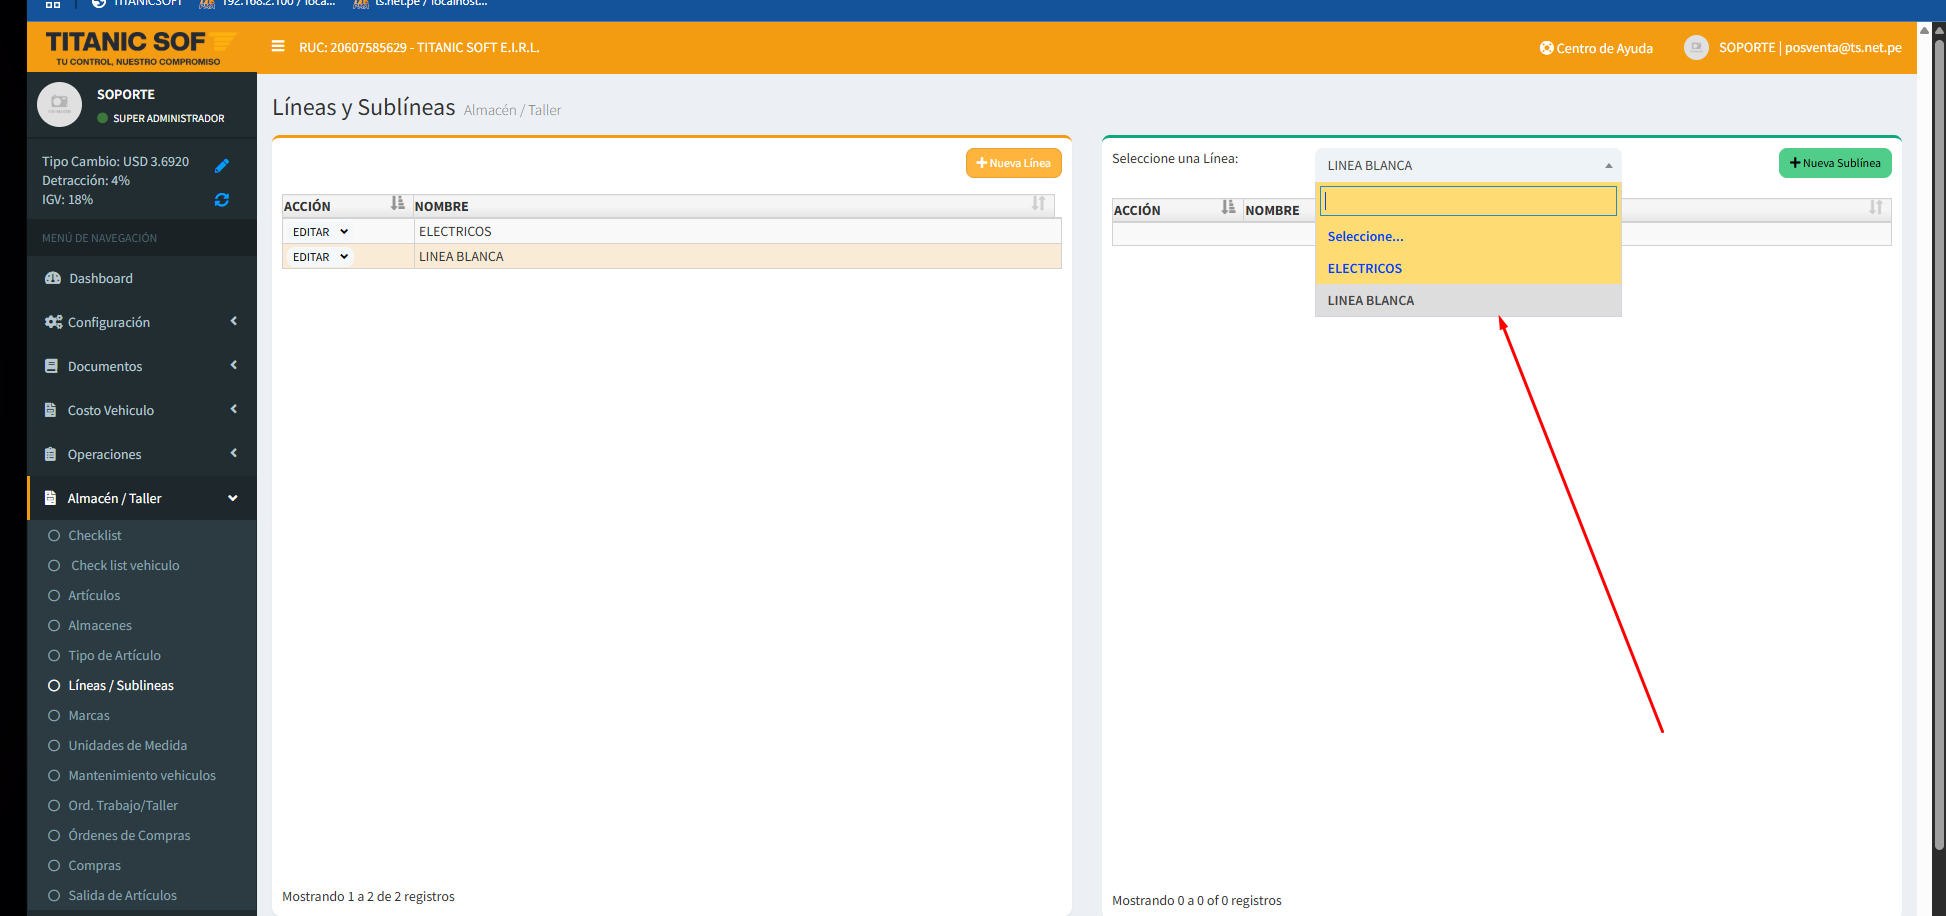 TITANICSOFT
192.168.2.100 / loca...
ts.net.pe / localhost...
TITANIC SOF
TU CONTROL, NUESTRO COMPROMISO
RUC: 20607585629 - TITANIC SOFT E.I.R.L.
Centro de Ayuda
SOPORTE | posventa@ts.net.pe
SOPORTE
SUPER ADMINISTRADOR
Tipo Cambio: USD 3.6920
Detracción: 4%
IGV: 18%
MENÚ DE NAVEGACIÓN
Dashboard
Configuración
Documentos
Costo Vehiculo
Operaciones
Almacén / Taller
Checklist
Check list vehiculo
Artículos
Almacenes
Tipo de Artículo
Líneas / Sublineas
Marcas
Unidades de Medida
Mantenimiento vehiculos
Ord. Trabajo/Taller
Órdenes de Compras
Compras
Salida de Artículos
Líneas y Sublíneas Almacén / Taller
Nueva Línea
ACCIÓN NOMBRE
EDITAR ELECTRICOS
EDITAR LINEA BLANCA
Mostrando 1 a 2 de 2 registros
Seleccione una Línea:
LINEA BLANCA
Nueva Sublínea
ACCIÓN NOMBRE
Seleccione...
ELECTRICOS
LINEA BLANCA
Mostrando 0 a 0 of 0 registros